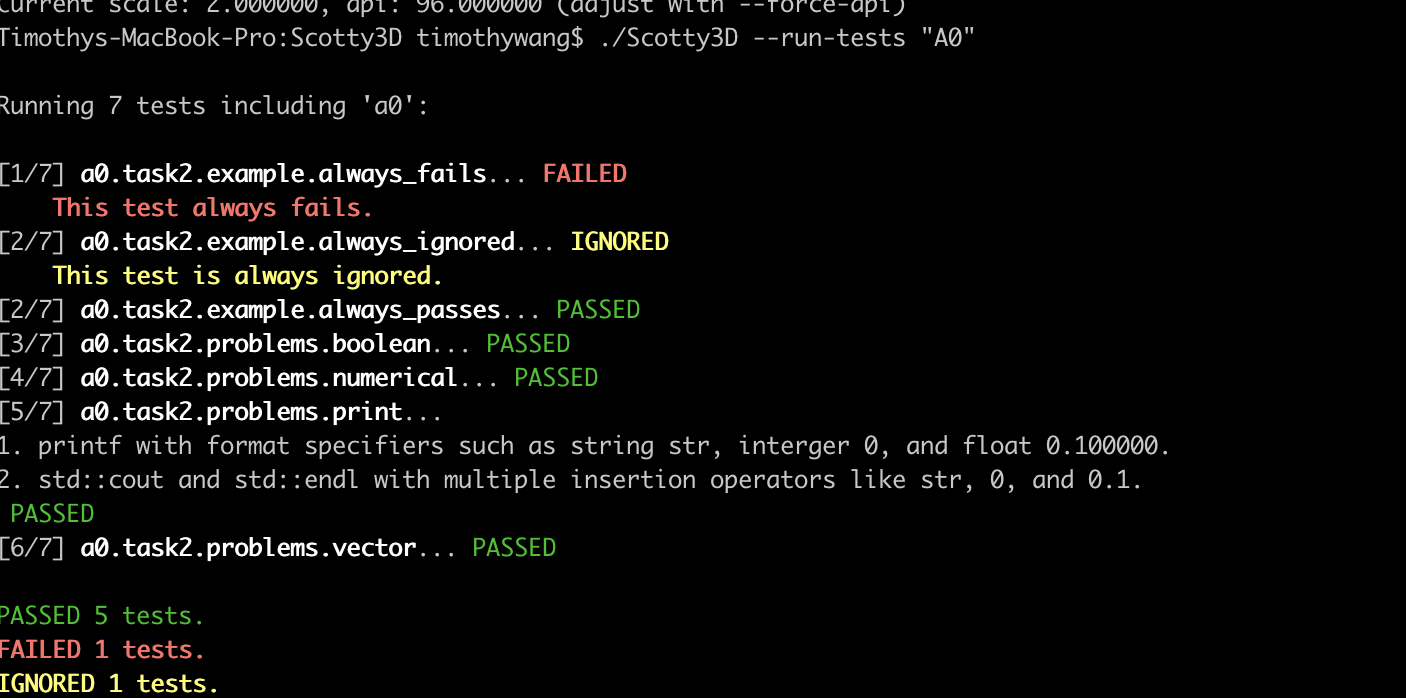 Current scale: 2.000000, dpi: 96.000000 (adjust with --force-dpi)
Timothys-MacBook-Pro:Scotty3D timothywang$ ./Scotty3D --run-tests "A0"
Running 7 tests including 'a0':
[1/7] a0.task2.example.always_fails... FAILED
This test always fails.
[2/7] a0.task2.example.always_ignored... IGNORED
This test is always ignored.
[2/7] a0.task2.example.always_passes... PASSED
[3/7] a0.task2.problems.boolean... PASSED
[4/7] a0.task2.problems.numerical... PASSED
[5/7] a0.task2.problems.print...
1. printf with format specifiers such as string str, interger 0, and float 0.100000.
2. std::cout and std::endl with multiple insertion operators like str, 0, and 0.1.
PASSED
[6/7] a0.task2.problems.vector... PASSED
PASSED 5 tests.
FAILED 1 tests.
IGNORED 1 tests.